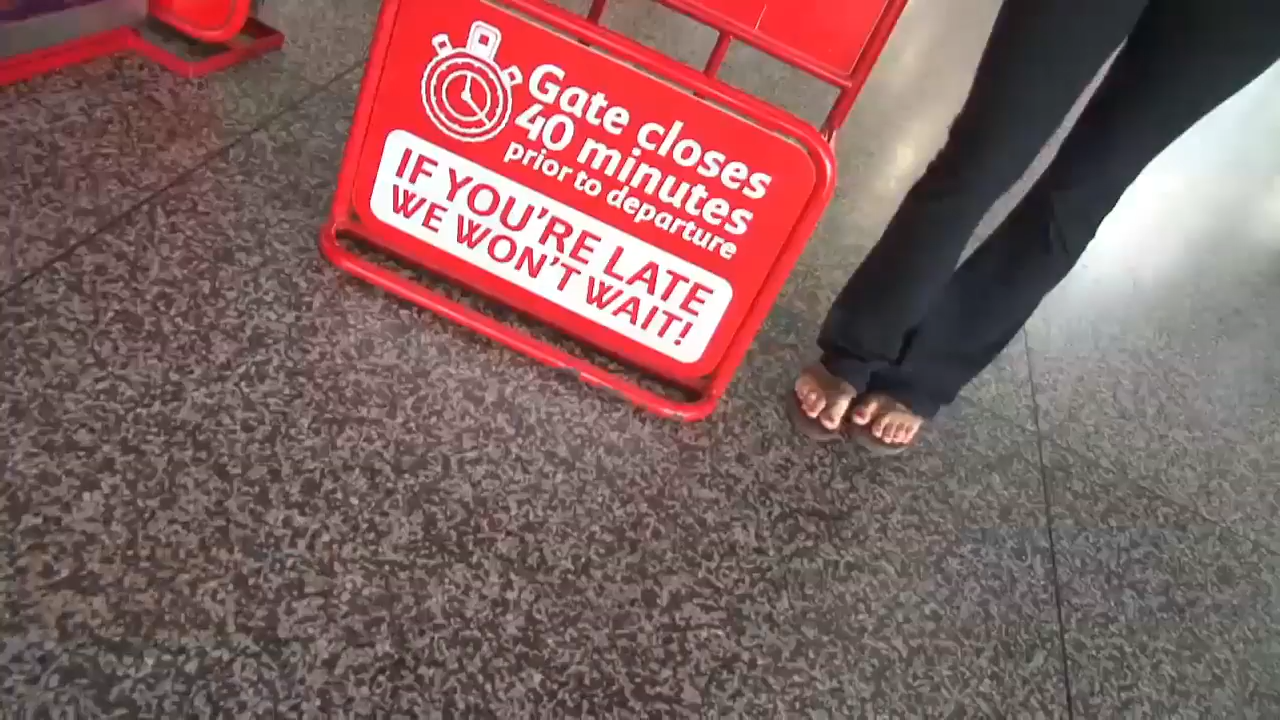 Gate closes
40 minutes
prior to departure
IF YOU'RE LATE
WE WON'T WAIT!